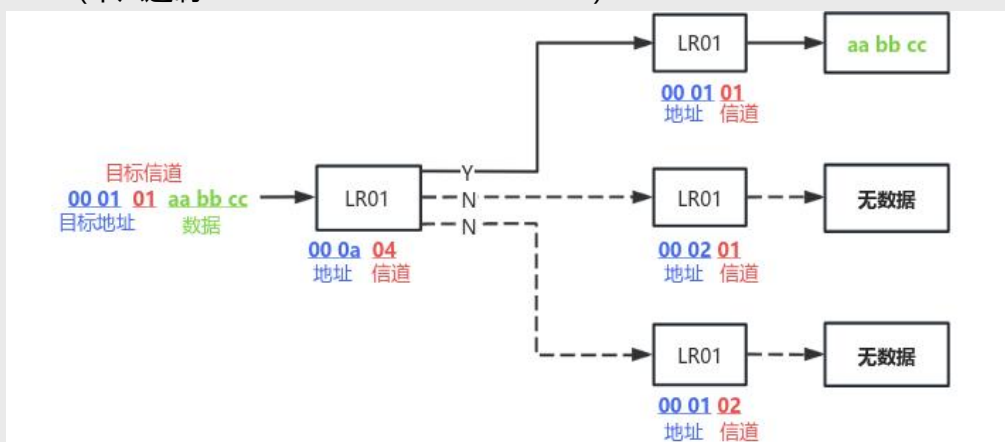 LR01
aa bb cc
00 01 01
地址 信道
目标信道
00 01 01 aa bb cc
目标地址 数据
LR01
Y
N
N
00 0a 04
地址 信道
LR01
无数据
00 02 01
地址 信道
LR01
无数据
00 01 02
地址 信道